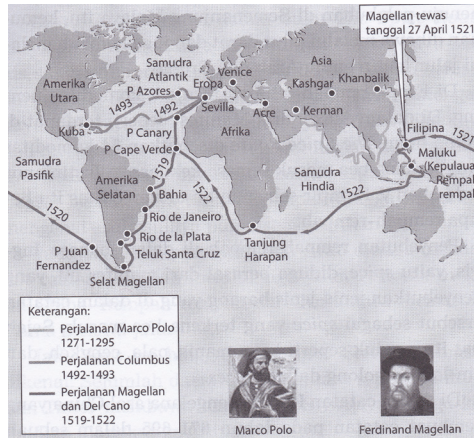 Magellan tewas
tanggal 27 April 1521
Samudra
Atlantik
Asia
Amerika
Utara
P Azores
Eropa
Venice
Kashgar
Khanbalik
1493
1492
Sevilla
Acre
Kerman
Kuba
P Canary
Afrika
Filipina
1521
P Cape Verde
Maluku
(Kepulauan
Rempah
rempah
Samudra
Pasifik
Amerika
Selatan
1519
Bahia
1522
Samudra
Hindia
1522
1520
Rio de Janeiro
Rio de la Plata
Teluk Santa Cruz
Tanjung
Harapan
P Juan
Fernandez
Selat Magellan
Keterangan:
Perjalanan Marco Polo
1271-1295
Perjalanan Columbus
1492-1493
Perjalanan Magellan
dan Del Cano
1519-1522
Marco Polo
Ferdinand Magellan